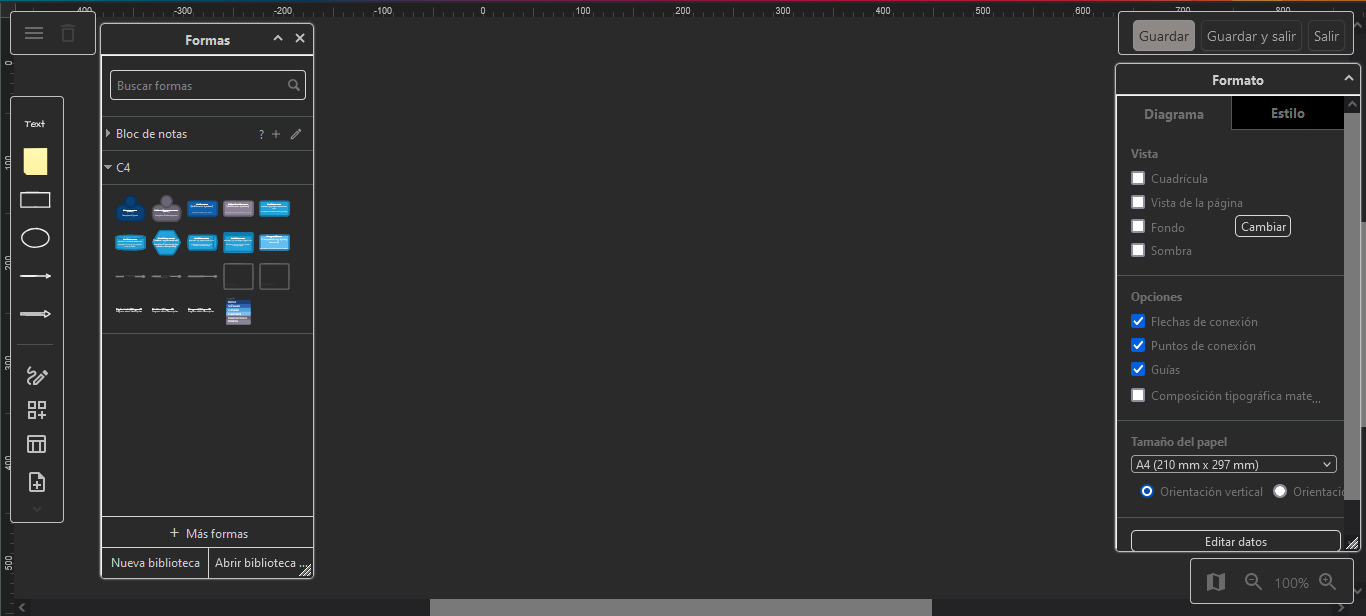 -400 -300 -200 -100 0 100 200 300 400 500 600 700 800
0
100
200
300
400
500
Text
Formas
Buscar formas
Bloc de notas ? +
C4
+ Más formas
Nueva biblioteca Abrir biblioteca ...
Guardar Guardar y salir Salir
Formato
Diagrama Estilo
Vista
Cuadrícula
Vista de la página
Fondo Cambiar
Sombra
Opciones
Flechas de conexión
Puntos de conexión
Guías
Composición tipográfica mate...
Tamaño del papel
A4 (210 mm x 297 mm)
Orientación vertical Orientació
Editar datos
100%